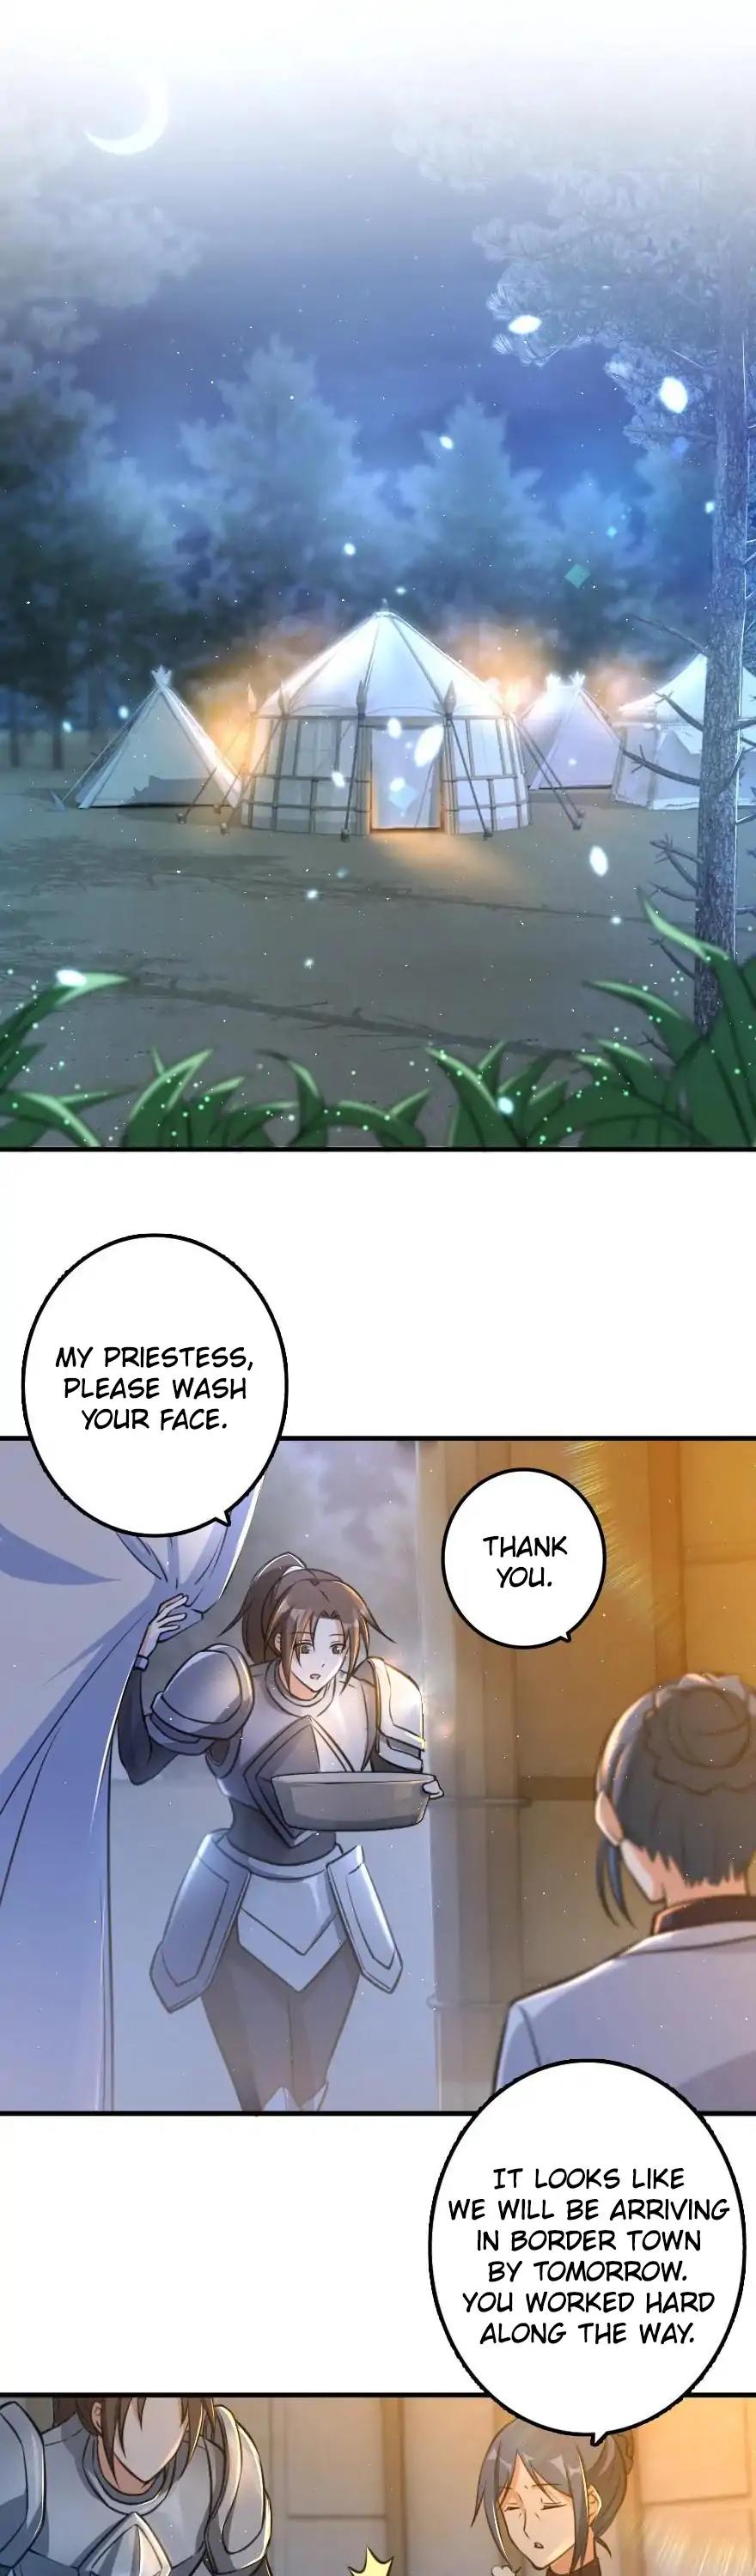 MY PRIESTESS,
PLEASE WASH
YOUR FACE.
THANK
YOU.
IT LOOKS LIKE
WE WILL BE ARRIVING
IN BORDER TOWN
BY TOMORROW.
YOU WORKED HARD
ALONG THE WAY.